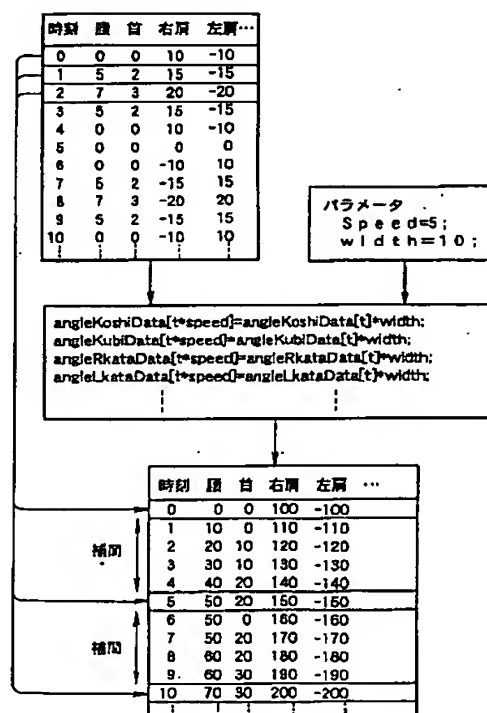 時刻 腰 首 右肩 左肩…
0 0 0 10 -10
1 5 2 15 -15
2 7 3 20 -20
3 5 2 15 -15
4 0 0 10 -10
5 0 0 0 0
6 0 0 -10 10
7 5 2 -15 15
8 7 3 -20 20
9 5 2 -15 15
10 0 0 -10 10
パラメータ
Speed=5;
width=10;
angleKoshiData[t*speed]=angleKoshiData[t]*width;
angleKubiData[t*speed]=angleKubiData[t]*width;
angleRkataData[t*speed]=angleRkataData[t]*width;
angleLkataData[t*speed]=angleLkataData[t]*width;
時刻 腰 首 右肩 左肩 …
0 0 0 100 -100
1 10 0 110 -110
2 20 10 120 -120
3 30 10 130 -130
4 40 20 140 -140
5 50 20 150 -150
6 50 0 160 -160
7 50 20 170 -170
8 60 20 180 -180
9 60 30 190 -190
10 70 30 200 -200
補間
補間